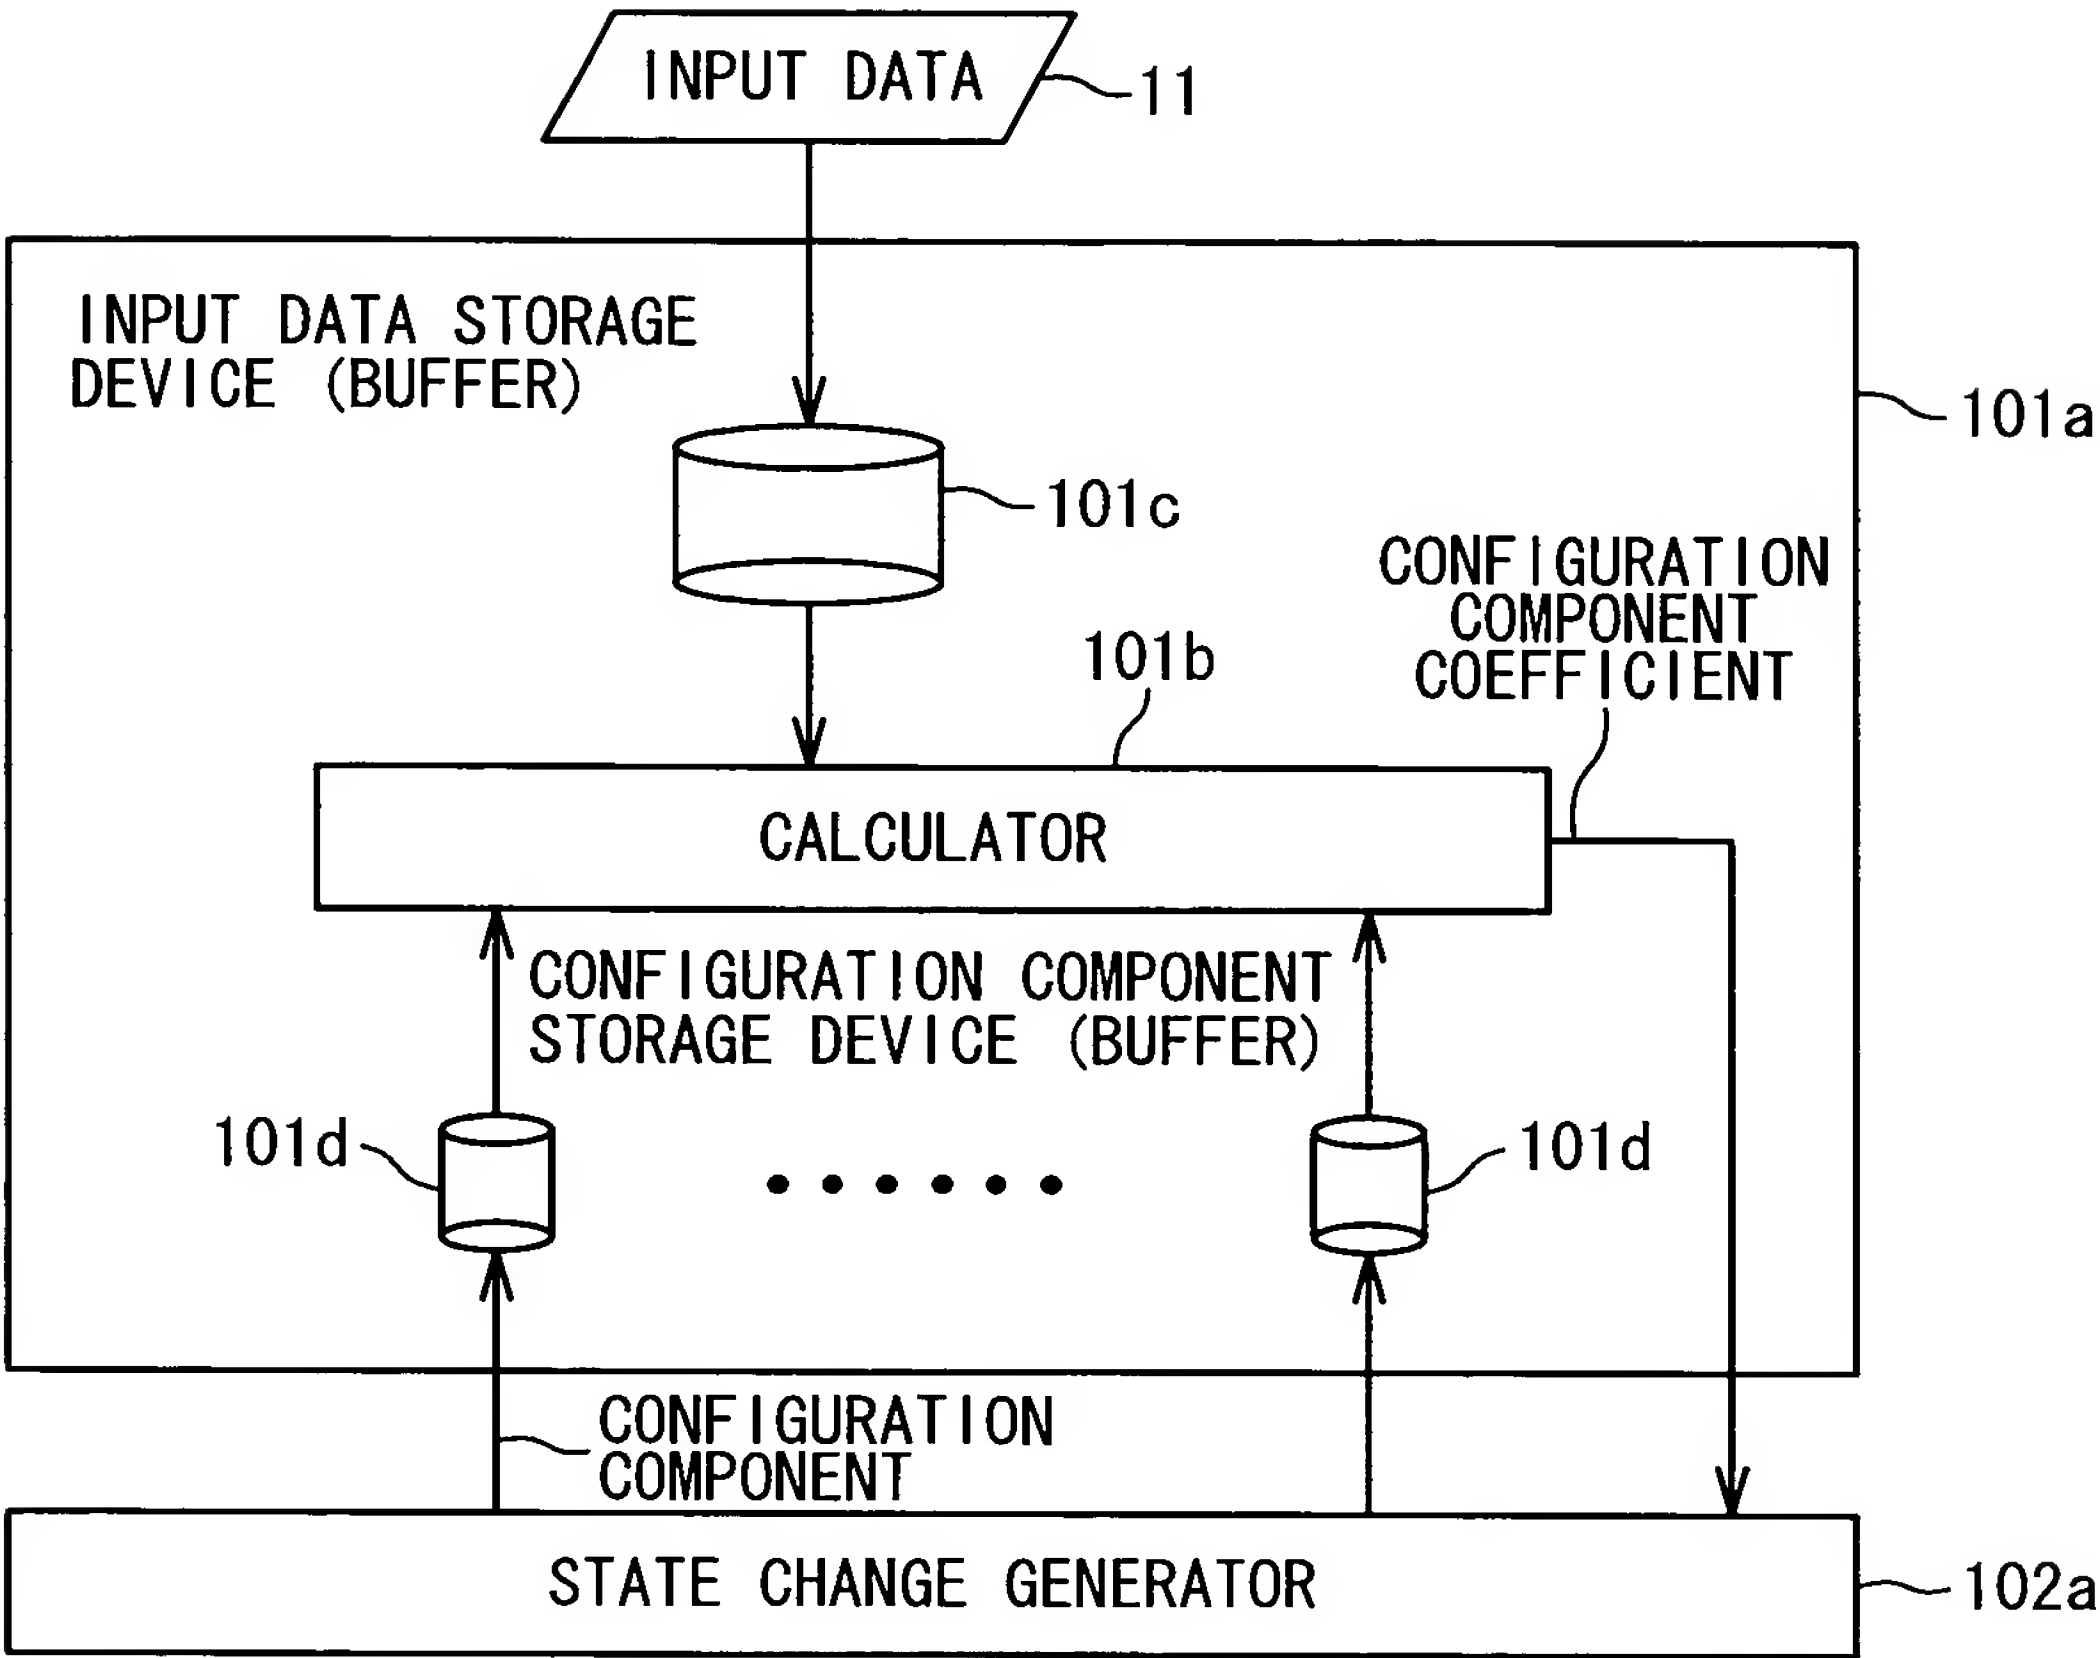 INPUT DATA
11
INPUT DATA STORAGE
DEVICE (BUFFER)
101a
101c
CONFIGURATION
COMPONENT
COEFFICIENT
101b
CALCULATOR
CONFIGURATION COMPONENT
STORAGE DEVICE (BUFFER)
101d
101d
CONFIGURATION
COMPONENT
STATE CHANGE GENERATOR
102a